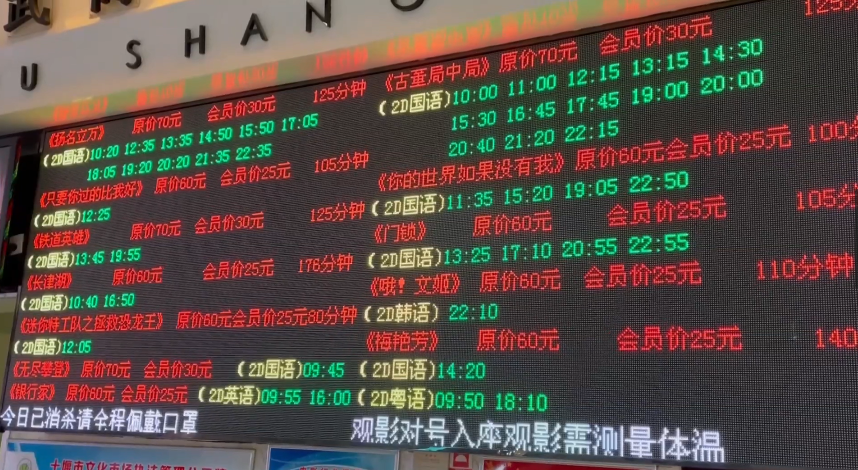 武
U SHANG
《扬名立万》 原价70元 会员价30元 125分钟
(2D国语)10:20 12:35 13:35 14:50 15:50 17:05
18:05 19:20 20:20 21:35 22:35
《只要你过的比我好》 原价60元 会员价25元 105分钟
(2D国语)12:25
《铁道英雄》 原价70元 会员价30元 125分钟
(2D国语)13:45 19:55
《长津湖》 原价60元 会员价25元 176分钟
(2D国语)10:40 16:50
《迷你特工队之拯救恐龙王》 原价60元会员价25元80分钟
(2D国语)12:05
《无尽攀登》 原价70元 会员价30元 (2D国语)09:45
《银行家》 原价60元 会员价25元 (2D英语)09:55 16:00
《古董局中局》原价70元 会员价30元 125分
(2D国语)10:00 11:00 12:15 13:15 14:30
15:30 16:45 17:45 19:00 20:00
20:40 21:20 22:15
《你的世界如果没有我》 原价60元会员价25元 100分
(2D国语)11:35 15:20 19:05 22:50
《门锁》 原价60元 会员价25元 105分
(2D国语)13:25 17:10 20:55 22:55
《哦!文姬》 原价60元 会员价25元 110分钟
(2D韩语) 22:10
《梅艳芳》 原价60元 会员价25元 140
(2D国语)14:20
(2D粤语)09:50 18:10
今日已消杀请全程佩戴口罩
观影对号入座观影需测量体温